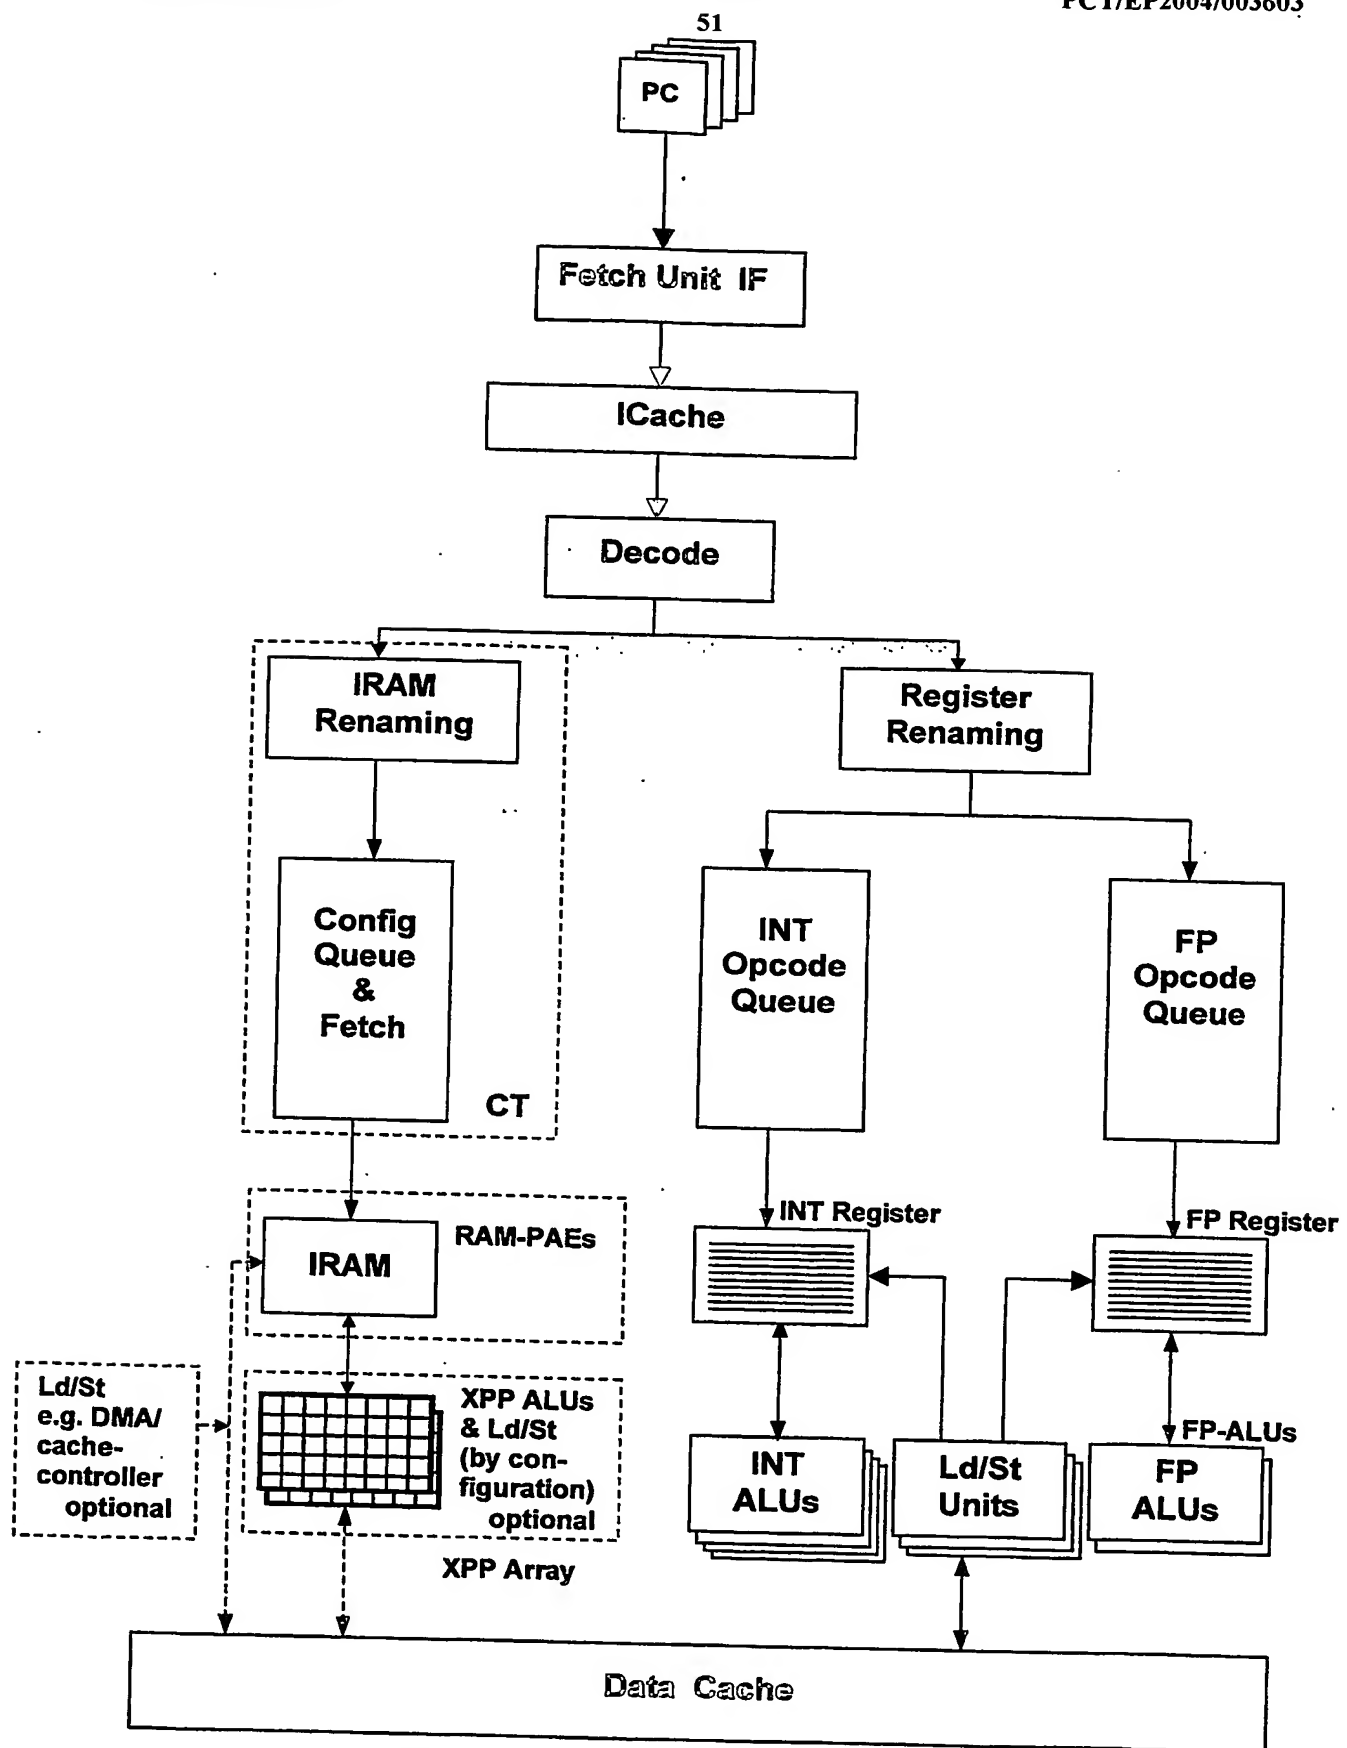 PCT/EP2004/003603
51
PC
Fetch Unit IF
ICache
Decode
IRAM
Renaming
Register
Renaming
Config
Queue
&
Fetch
CT
INT
Opcode
Queue
FP
Opcode
Queue
INT Register
FP Register
RAM-PAEs
IRAM
Ld/St
e.g. DMA/
cache-
controller
optional
XPP ALUs
& Ld/St
(by con-
figuration)
optional
XPP Array
INT
ALUs
Ld/St
Units
FP-ALUs
FP
ALUs
Data Cache